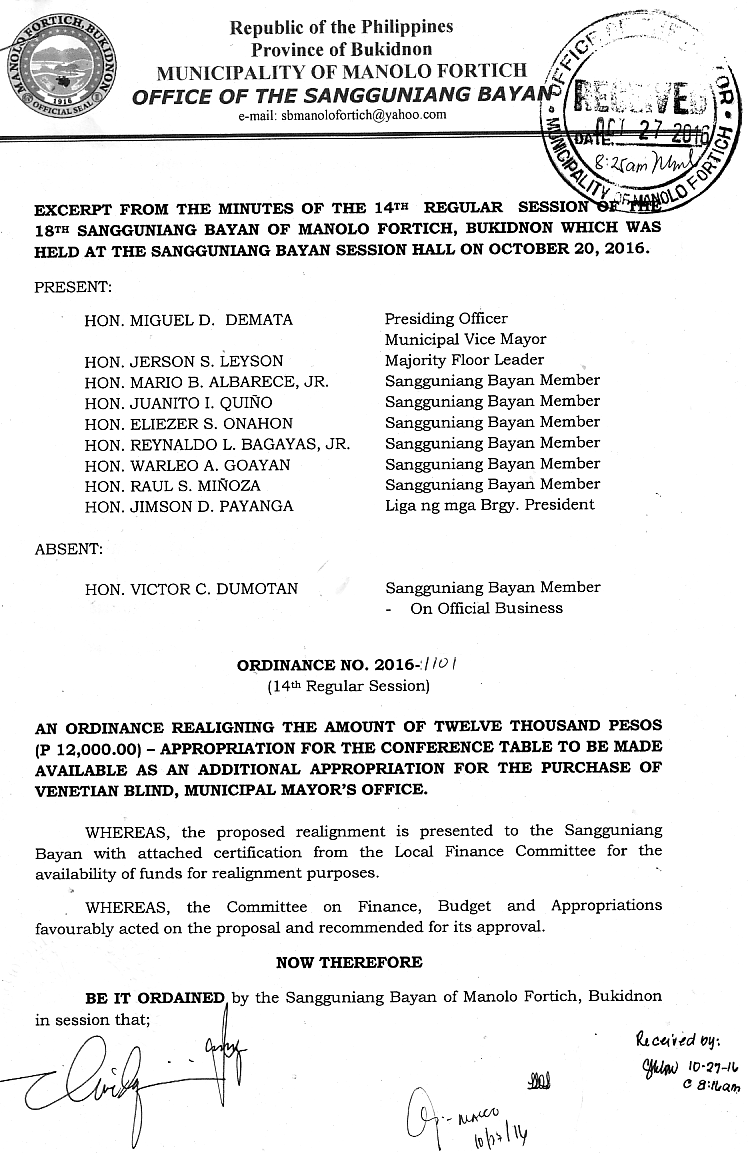 MANOLO FORTICH, BUKIDNON
1916
OFFICIAL SEAL
Republic of the Philippines
Province of Bukidnon
MUNICIPALITY OF MANOLO FORTICH
OFFICE OF THE SANGGUNIANG BAYAN
e-mail: sbmanolofortich@yahoo.com
OFFICE OF THE
RECEIVED
DATE OCT 27 2016
8:25am
MUNICIPALITY OF MANOLO FORTICH
EXCERPT FROM THE MINUTES OF THE 14TH REGULAR SESSION OF THE
18TH SANGGUNIANG BAYAN OF MANOLO FORTICH, BUKIDNON WHICH WAS
HELD AT THE SANGGUNIANG BAYAN SESSION HALL ON OCTOBER 20, 2016.
PRESENT:
HON. MIGUEL D. DEMATA Presiding Officer
Municipal Vice Mayor
HON. JERSON S. LEYSON Majority Floor Leader
HON. MARIO B. ALBARECE, JR. Sangguniang Bayan Member
HON. JUANITO I. QUIÑO Sangguniang Bayan Member
HON. ELIEZER S. ONAHON Sangguniang Bayan Member
HON. REYNALDO L. BAGAYAS, JR. Sangguniang Bayan Member
HON. WARLEO A. GOAYAN Sangguniang Bayan Member
HON. RAUL S. MIÑOZA Sangguniang Bayan Member
HON. JIMSON D. PAYANGA Liga ng mga Brgy. President
ABSENT:
HON. VICTOR C. DUMOTAN Sangguniang Bayan Member
- On Official Business
ORDINANCE NO. 2016-1101
(14th Regular Session)
AN ORDINANCE REALIGNING THE AMOUNT OF TWELVE THOUSAND PESOS
(P 12,000.00) – APPROPRIATION FOR THE CONFERENCE TABLE TO BE MADE
AVAILABLE AS AN ADDITIONAL APPROPRIATION FOR THE PURCHASE OF
VENETIAN BLIND, MUNICIPAL MAYOR'S OFFICE.
WHEREAS, the proposed realignment is presented to the Sangguniang
Bayan with attached certification from the Local Finance Committee for the
availability of funds for realignment purposes.
WHEREAS, the Committee on Finance, Budget and Appropriations
favourably acted on the proposal and recommended for its approval.
NOW THEREFORE
BE IT ORDAINED by the Sangguniang Bayan of Manolo Fortich, Bukidnon
in session that;
Received by:
10-27-16
@ 8:16am
MACCO
10/27/16